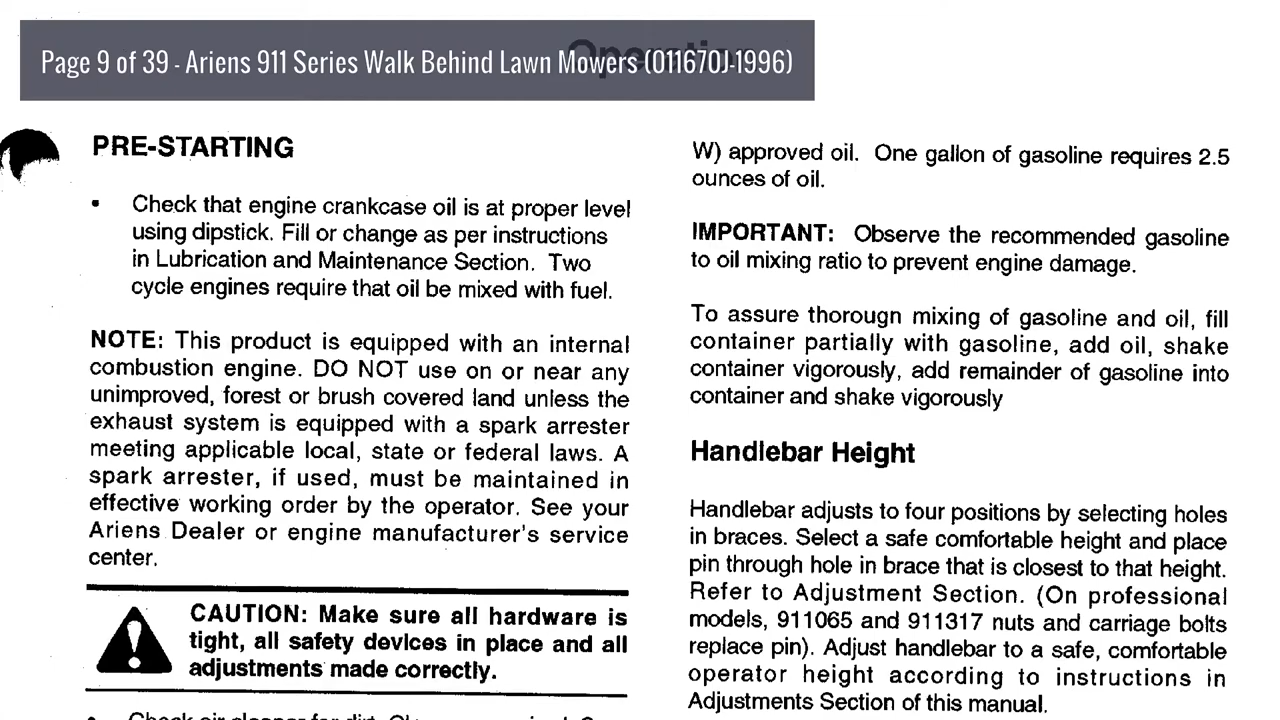 Page 9 of 39 - Ariens 911 Series Walk Behind Lawn Mowers (011670J-1996)
Operation
PRE-STARTING
• Check that engine crankcase oil is at proper level
using dipstick. Fill or change as per instructions
in Lubrication and Maintenance Section. Two
cycle engines require that oil be mixed with fuel.
NOTE: This product is equipped with an internal
combustion engine. DO NOT use on or near any
unimproved, forest or brush covered land unless the
exhaust system is equipped with a spark arrester
meeting applicable local, state or federal laws. A
spark arrester, if used, must be maintained in
effective working order by the operator. See your
Ariens Dealer or engine manufacturer's service
center.
CAUTION: Make sure all hardware is
tight, all safety devices in place and all
adjustments made correctly.
• Check air cleaner for dirt.
W) approved oil. One gallon of gasoline requires 2.5
ounces of oil.
IMPORTANT: Observe the recommended gasoline
to oil mixing ratio to prevent engine damage.
To assure thorougn mixing of gasoline and oil, fill
container partially with gasoline, add oil, shake
container vigorously, add remainder of gasoline into
container and shake vigorously
Handlebar Height
Handlebar adjusts to four positions by selecting holes
in braces. Select a safe comfortable height and place
pin through hole in brace that is closest to that height.
Refer to Adjustment Section. (On professional
models, 911065 and 911317 nuts and carriage bolts
replace pin). Adjust handlebar to a safe, comfortable
operator height according to instructions in
Adjustments Section of this manual.